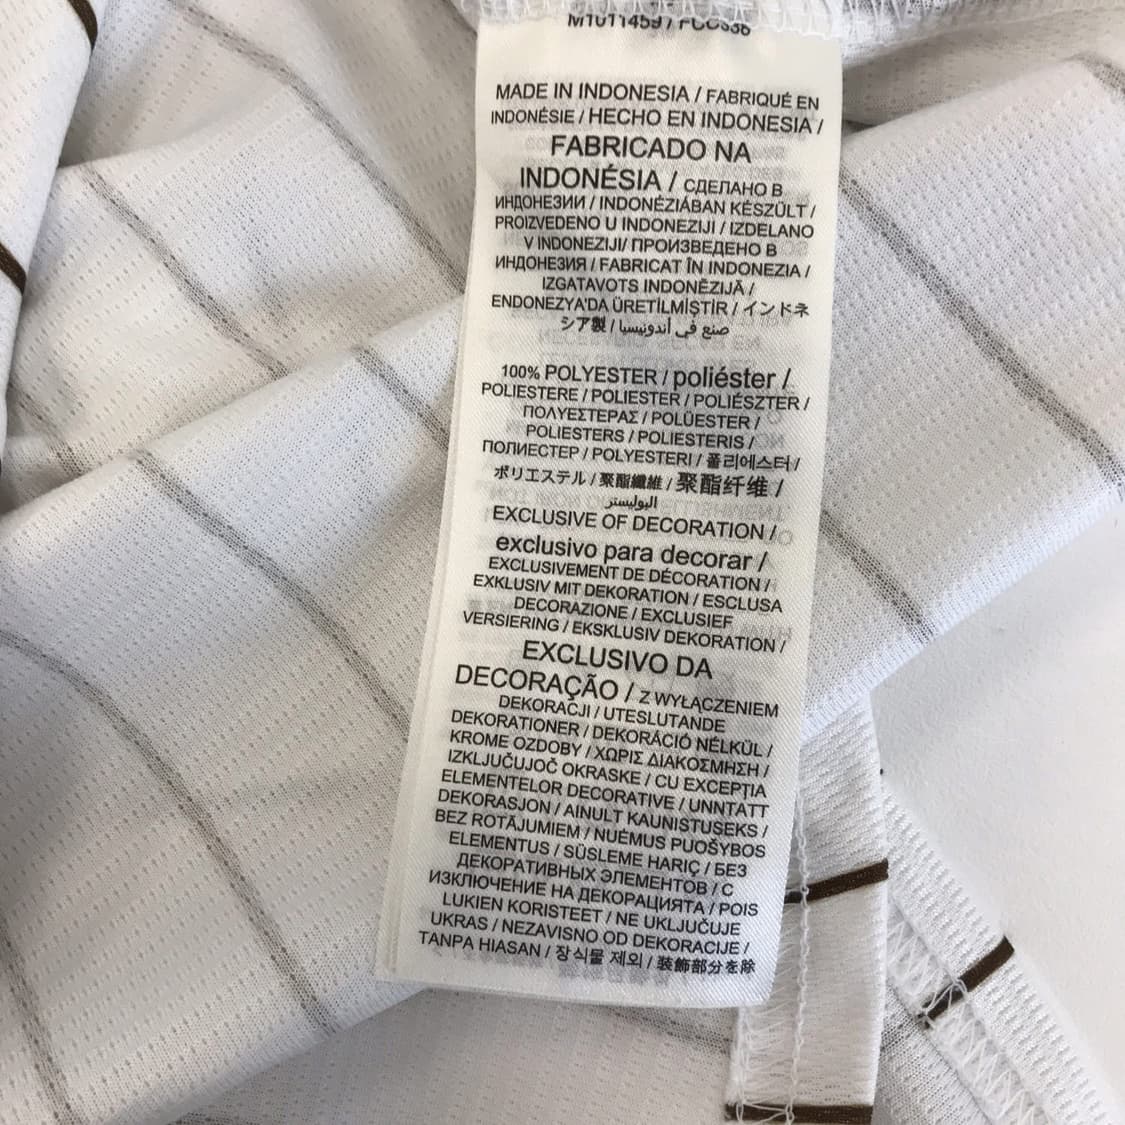 M10114597 FCC336
MADE IN INDONESIA / FABRIQUÉ EN
INDONÉSIE / HECHO EN INDONESIA /
FABRICADO NA
INDONÉSIA / СДЕЛАНО В
ИНДОНЕЗИИ / INDONÉZIÁBAN KÉSZÜLT /
PROIZVEDENO U INDONEZIJI / IZDELANO
V INDONEZIJI/ ПРОИЗВЕДЕНО В
ИНДОНЕЗИЯ / FABRICAT ÎN INDONEZIA /
IZGATAVOTS INDONĒZIJĀ /
ENDONEZYA'DA ÜRETİLMİŞTİR / インドネ
シア製 / صنع في أندونيسيا
100% POLYESTER / poliéster /
POLIESTERE / POLIESTER / POLIÉSZTER /
ΠΟΛΥΕΣΤΕΡΑΣ / POLÜESTER /
POLIESTERS / POLIESTERIS /
ПОЛИЕСТЕР / POLYESTERI / 폴리에스터 /
ポリエステル / 聚酯纖維 / 聚酯纤维 /
البوليستر
EXCLUSIVE OF DECORATION /
exclusivo para decorar /
EXCLUSIVEMENT DE DÉCORATION /
EXKLUSIV MIT DEKORATION / ESCLUSA
DECORAZIONE / EXCLUSIEF
VERSIERING / EKSKLUSIV DEKORATION /
EXCLUSIVO DA
DECORAÇÃO / Z WYŁĄCZENIEM
DEKORACJI / UTESLUTANDE
DEKORATIONER / DEKORÁCIÓ NÉLKÜL /
KROME OZDOBY / ΧΩΡΙΣ ΔΙΑΚΟΣΜΗΣΗ /
IZKLJUČUJOČ OKRASKE / CU EXCEPȚIA
ELEMENTELOR DECORATIVE / UNNTATT
DEKORASJON / AINULT KAUNISTUSEKS /
BEZ ROTĀJUMIEM / NUĖMUS PUOŠYBOS
ELEMENTUS / SÜSLEME HARİÇ / БЕЗ
ДЕКОРАТИВНЫХ ЭЛЕМЕНТОВ / С
ИЗКЛЮЧЕНИЕ НА ДЕКОРАЦИЯТА / POIS
LUKIEN KORISTEET / NE UKLJUČUJE
UKRAS / NEZAVISNO OD DEKORACIJE /
TANPA HIASAN / 장식물 제외 / 装飾部分を除